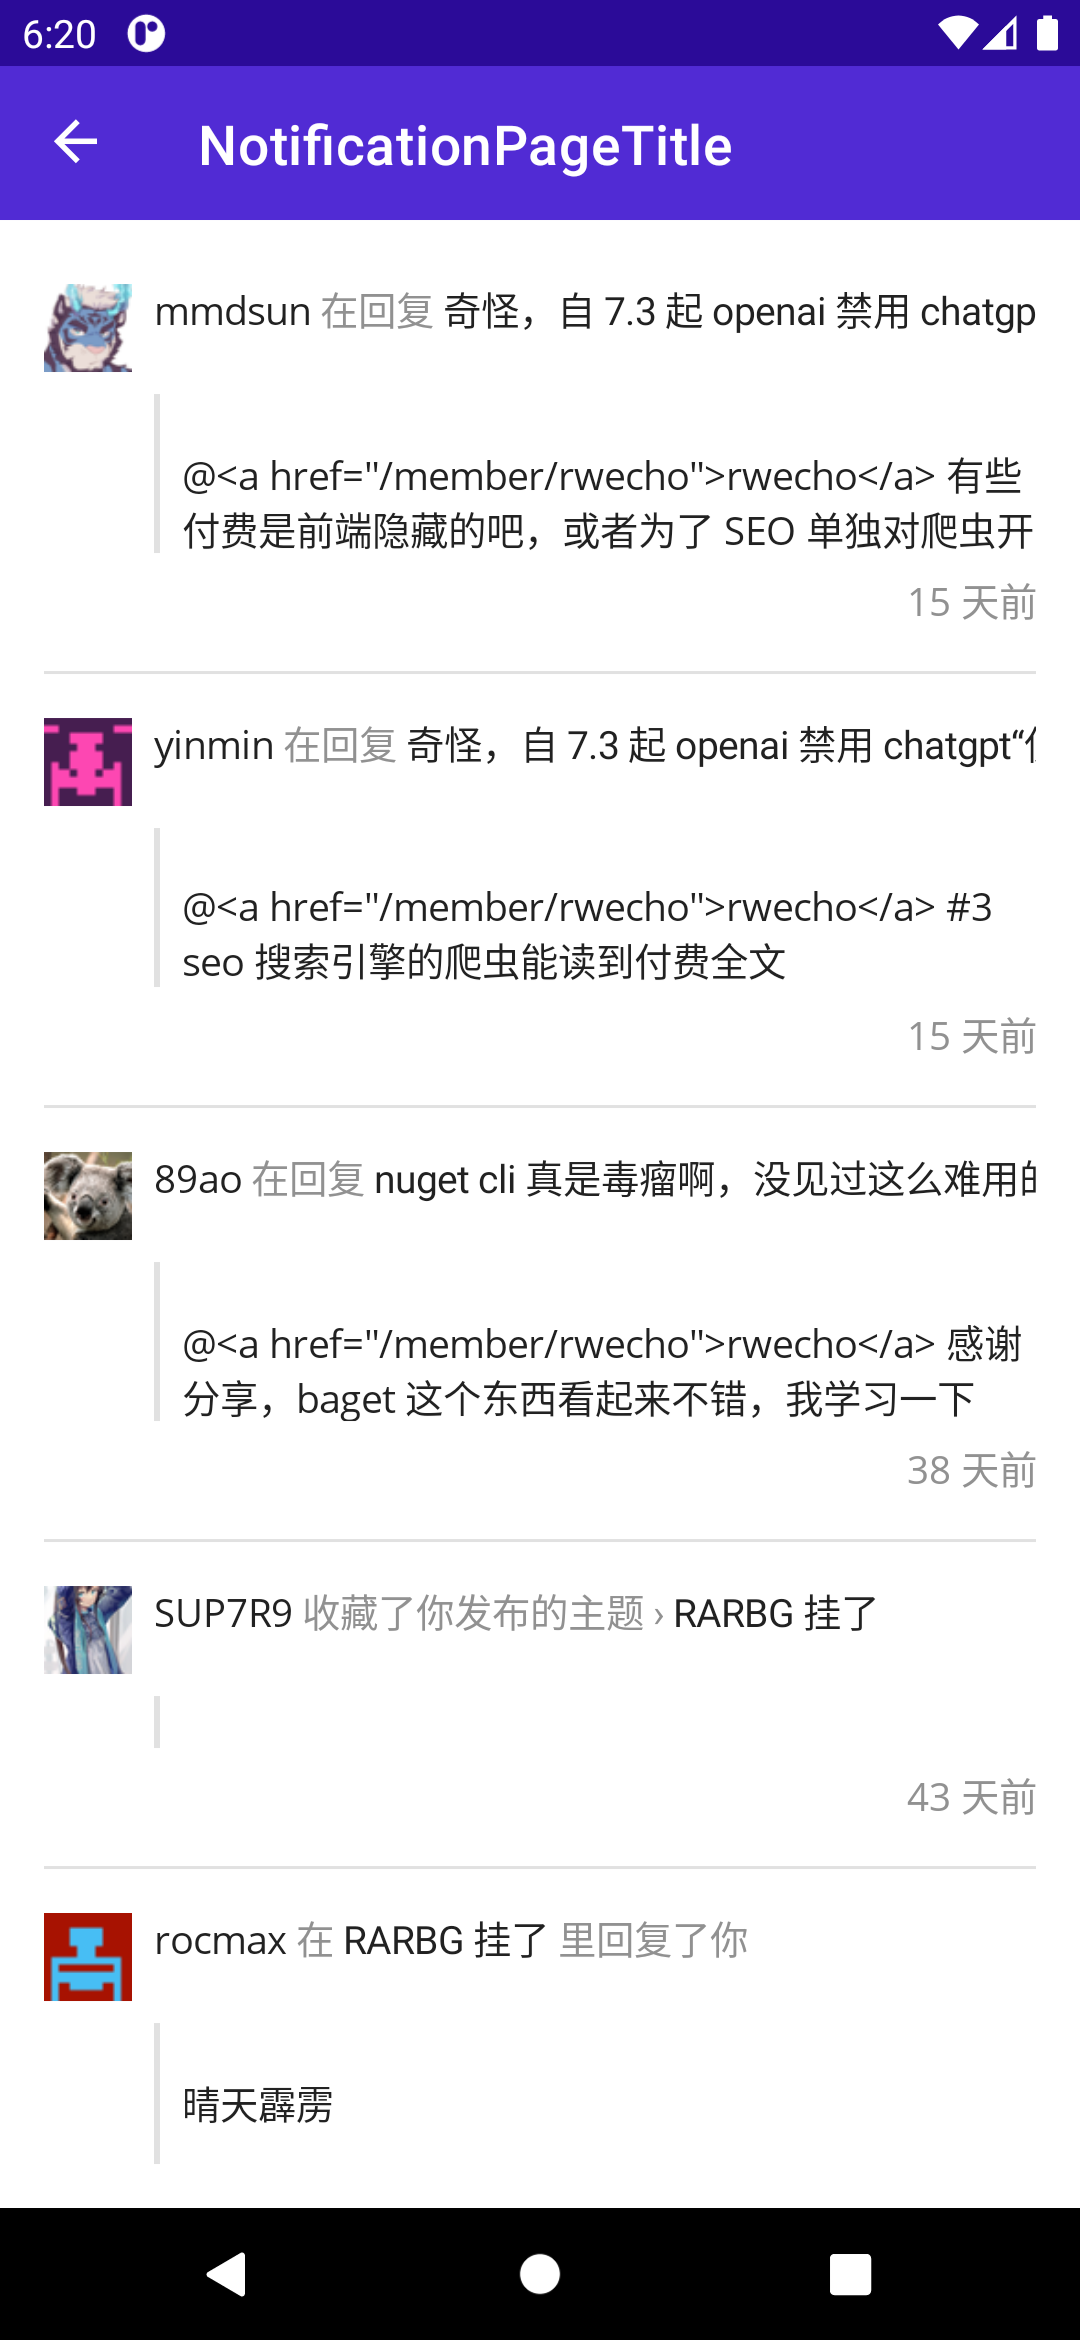 6:20
NotificationPageTitle
mmdsun 在回复 奇怪，自 7.3 起 openai 禁用 chatgp
@<a href="/member/rwecho">rwecho</a> 有些
付费是前端隐藏的吧，或者为了 SEO 单独对爬虫开
15 天前
yinmin 在回复 奇怪，自 7.3 起 openai 禁用 chatgpt“
@<a href="/member/rwecho">rwecho</a> #3
seo 搜索引擎的爬虫能读到付费全文
15 天前
89ao 在回复 nuget cli 真是毒瘤啊，没见过这么难用的
@<a href="/member/rwecho">rwecho</a> 感谢
分享，baget 这个东西看起来不错，我学习一下
38 天前
SUP7R9 收藏了你发布的主题 › RARBG 挂了
43 天前
rocmax 在 RARBG 挂了 里回复了你
晴天霹雳